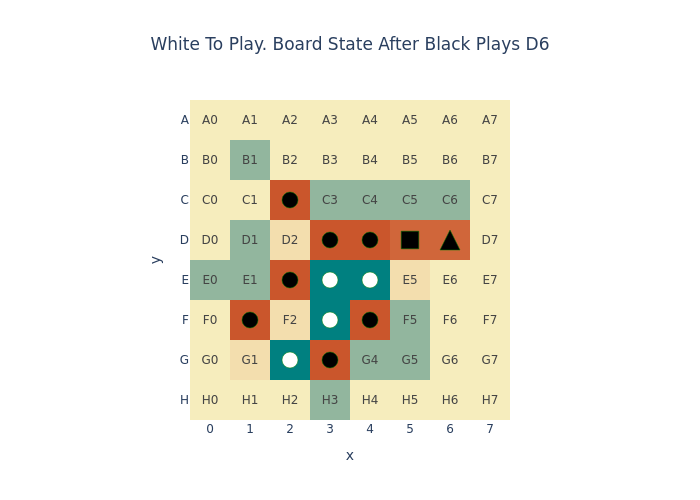 White To Play. Board State After Black Plays D6
A A0 A1 A2 A3 A4 A5 A6 A7
B B0 B1 B2 B3 B4 B5 B6 B7
C C0 C1 C3 C4 C5 C6 C7
D D0 D1 D2 D7
E E0 E1 E5 E6 E7
F F0 F2 F5 F6 F7
G G0 G1 G4 G5 G6 G7
H H0 H1 H2 H3 H4 H5 H6 H7
0 1 2 3 4 5 6 7
x
y